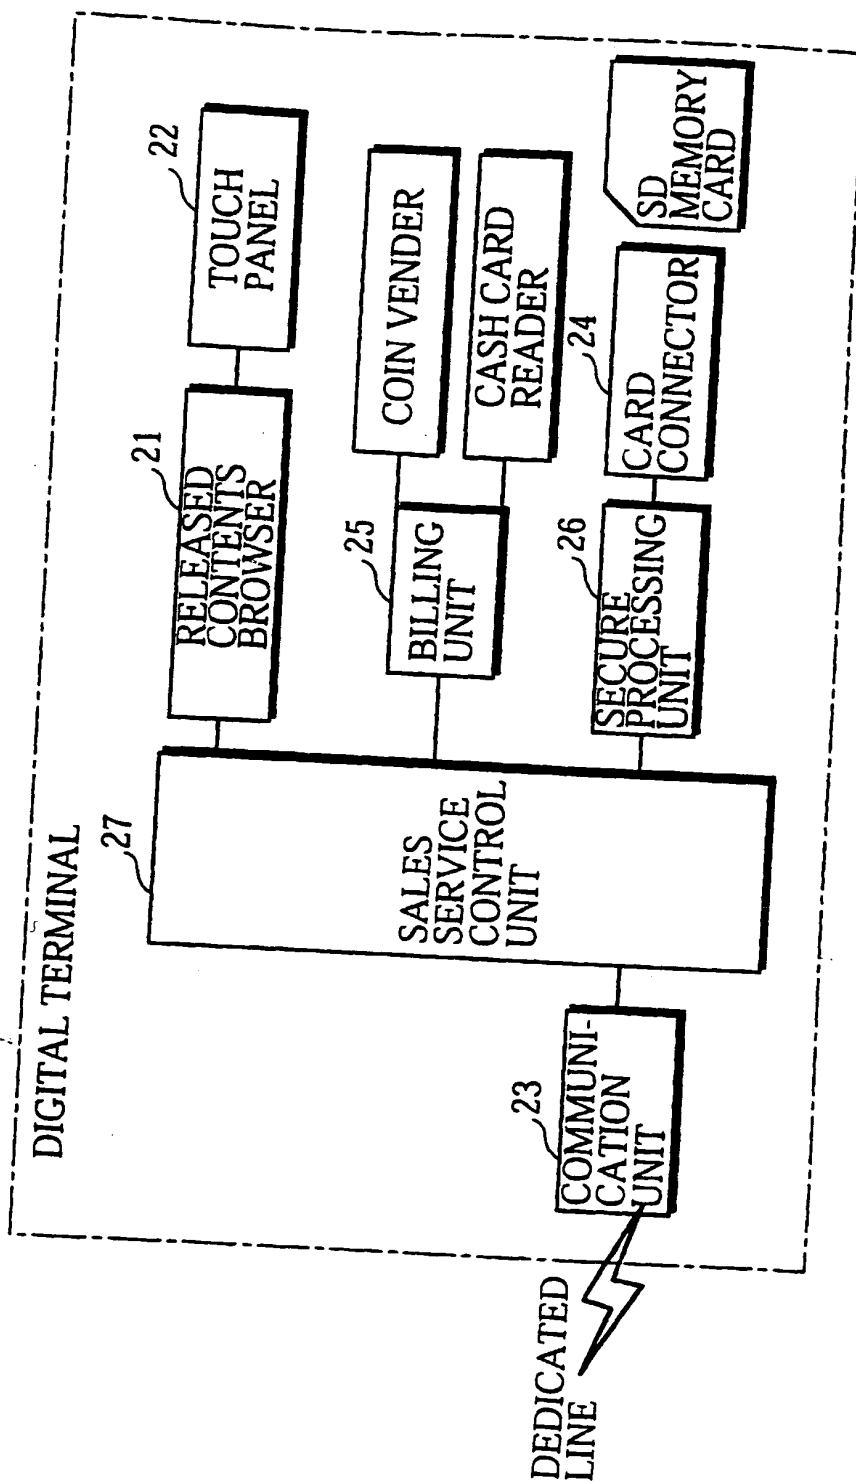 DIGITAL TERMINAL
22
TOUCH
PANEL
21
RELEASED
CONTENTS
BROWSER
COIN VENDER
CASH CARD
READER
25
BILLING
UNIT
SD
MEMORY
CARD
24
CARD
CONNECTOR
26
SECURE
PROCESSING
UNIT
27
SALES
SERVICE
CONTROL
UNIT
23
COMMUNI-
CATION
UNIT
DEDICATED
LINE